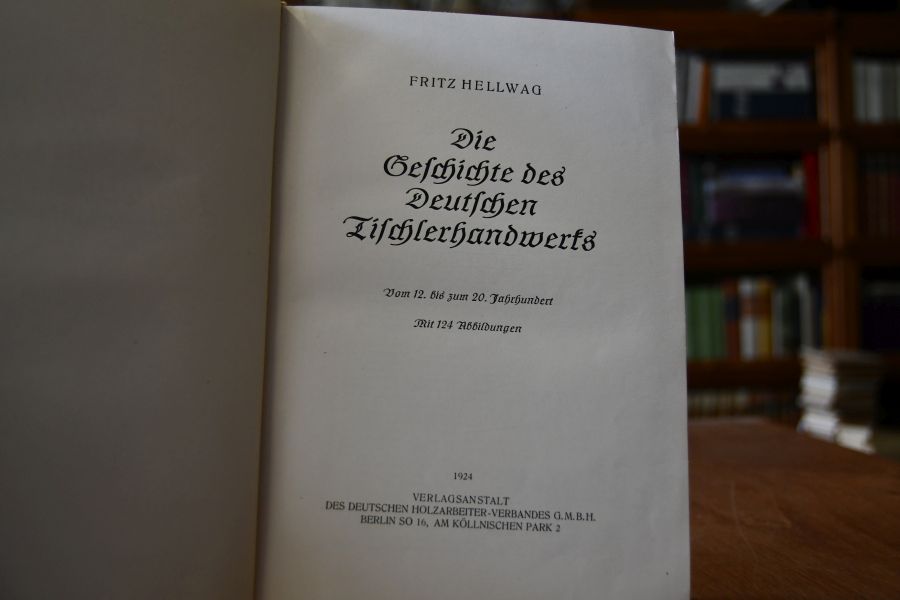 FRITZ HELLWAG
Die
Geſchichte des
Deutſchen
Tiſchlerhandwerks
Vom 12. bis zum 20. Jahrhundert
Mit 124 Abbildungen
1924
VERLAGSANSTALT
DES DEUTSCHEN HOLZARBEITER-VERBANDES G.M.B.H.
BERLIN SO 16, AM KÖLLNISCHEN PARK 2